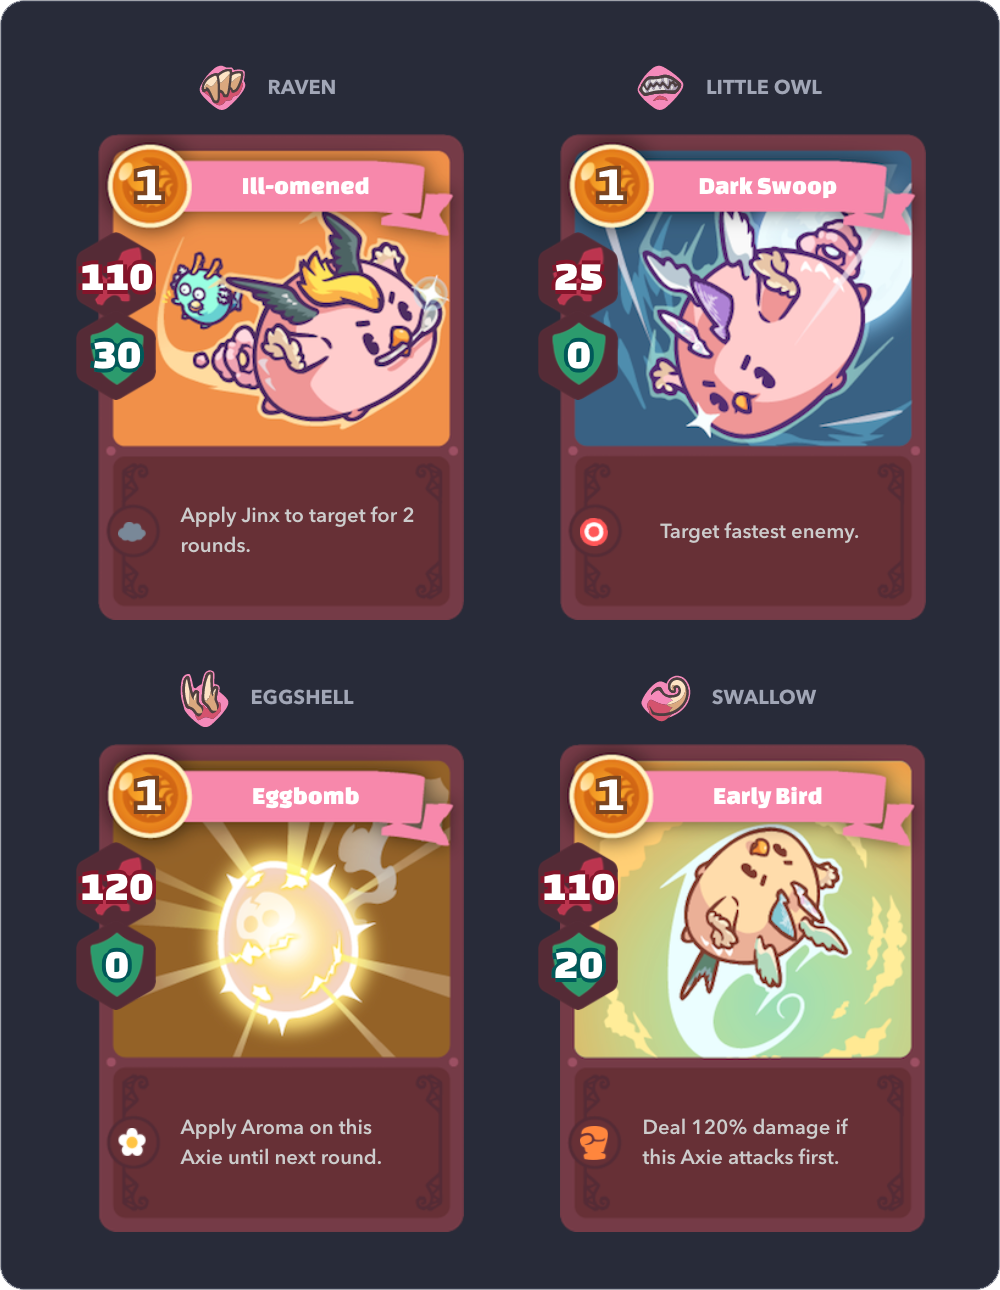 RAVEN
LITTLE OWL
1
Ill-omened
110
30
Apply Jinx to target for 2
rounds.
1
Dark Swoop
25
0
Target fastest enemy.
EGGSHELL
SWALLOW
1
Eggbomb
120
0
Apply Aroma on this
Axie until next round.
1
Early Bird
110
20
Deal 120% damage if
this Axie attacks first.